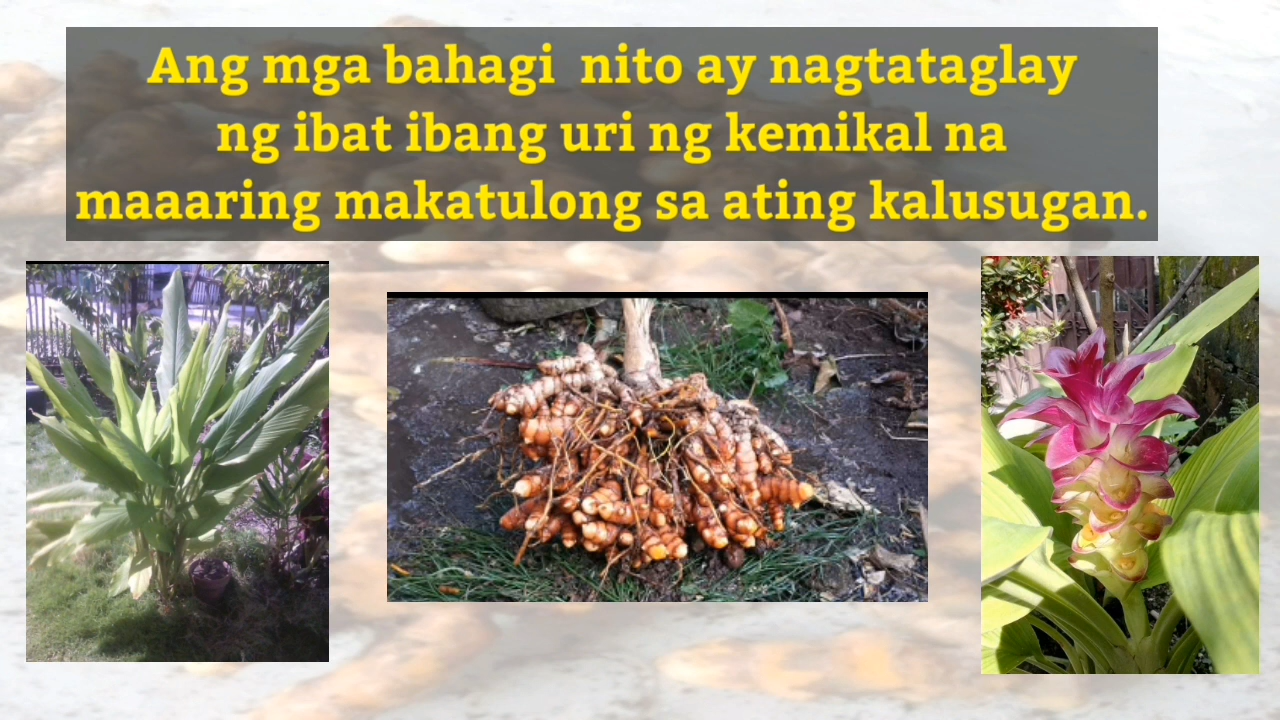 Ang mga bahagi nito ay nagtataglay
ng ibat ibang uri ng kemikal na
maaaring makatulong sa ating kalusugan.